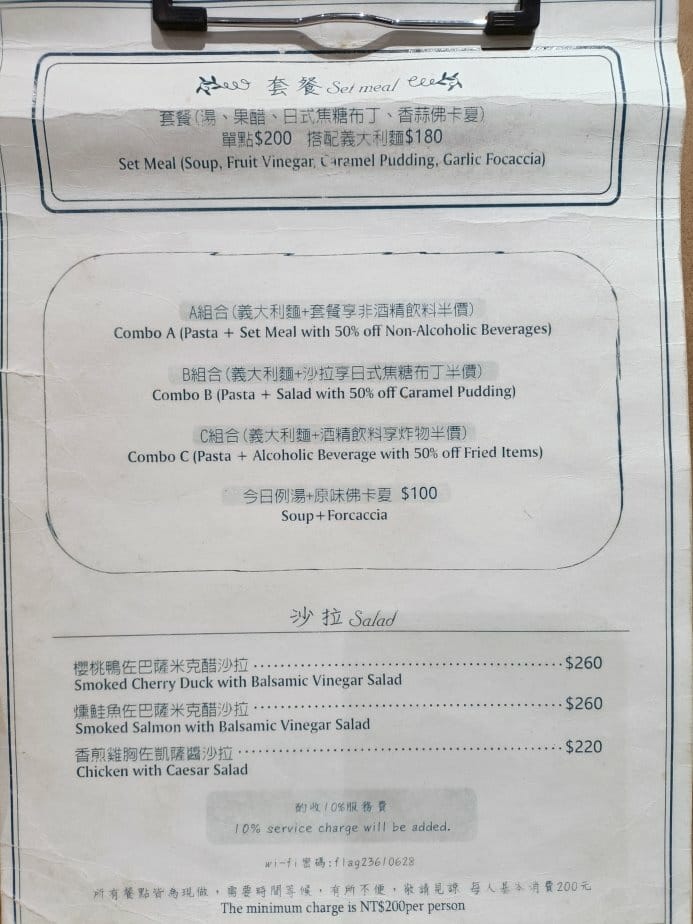 套餐 Set meal
套餐(湯、果醋、日式焦糖布丁、香蒜佛卡夏)
單點$200 搭配義大利麵$180
Set Meal (Soup, Fruit Vinegar, Caramel Pudding, Garlic Focaccia)
A組合(義大利麵+套餐享非酒精飲料半價)
Combo A (Pasta + Set Meal with 50% off Non-Alcoholic Beverages)
B組合(義大利麵+沙拉享日式焦糖布丁半價)
Combo B (Pasta + Salad with 50% off Caramel Pudding)
C組合(義大利麵+酒精飲料享炸物半價)
Combo C (Pasta + Alcoholic Beverage with 50% off Fried Items)
今日例湯+原味佛卡夏 $100
Soup+Forcaccia
沙拉 Salad
櫻桃鴨佐巴薩米克醋沙拉 $260
Smoked Cherry Duck with Balsamic Vinegar Salad
燻鮭魚佐巴薩米克醋沙拉 $260
Smoked Salmon with Balsamic Vinegar Salad
香煎雞胸佐凱薩醬沙拉 $220
Chicken with Caesar Salad
酌收10%服務費
10% service charge will be added.
wi-fi密碼:flag23610628
所有餐點皆為現做，需要時間等候，有所不便，敬請見諒 每人基本消費200元
The minimum charge is NT$200per person